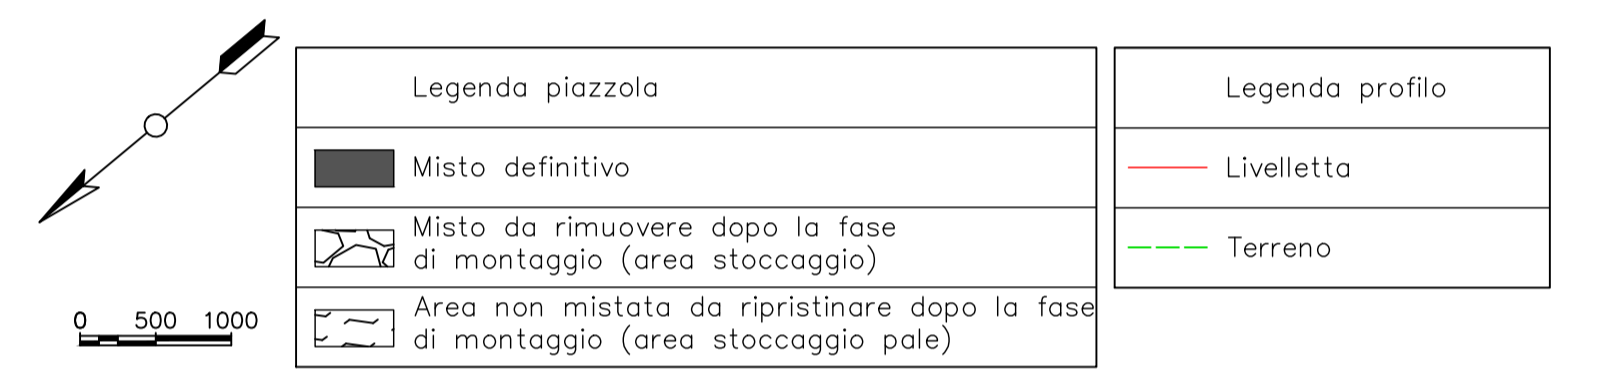 Legenda piazzola
Misto definitivo
Misto da rimuovere dopo la fase
di montaggio (area stoccaggio)
Area non mistata da ripristinare dopo la fase
di montaggio (area stoccaggio pale)
Legenda profilo
Livelletta
Terreno
0 500 1000